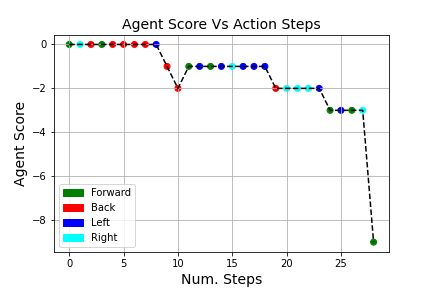 Agent Score Vs Action Steps
Agent Score
0
−2
−4
−6
−8
Forward
Back
Left
Right
0 5 10 15 20 25
Num. Steps